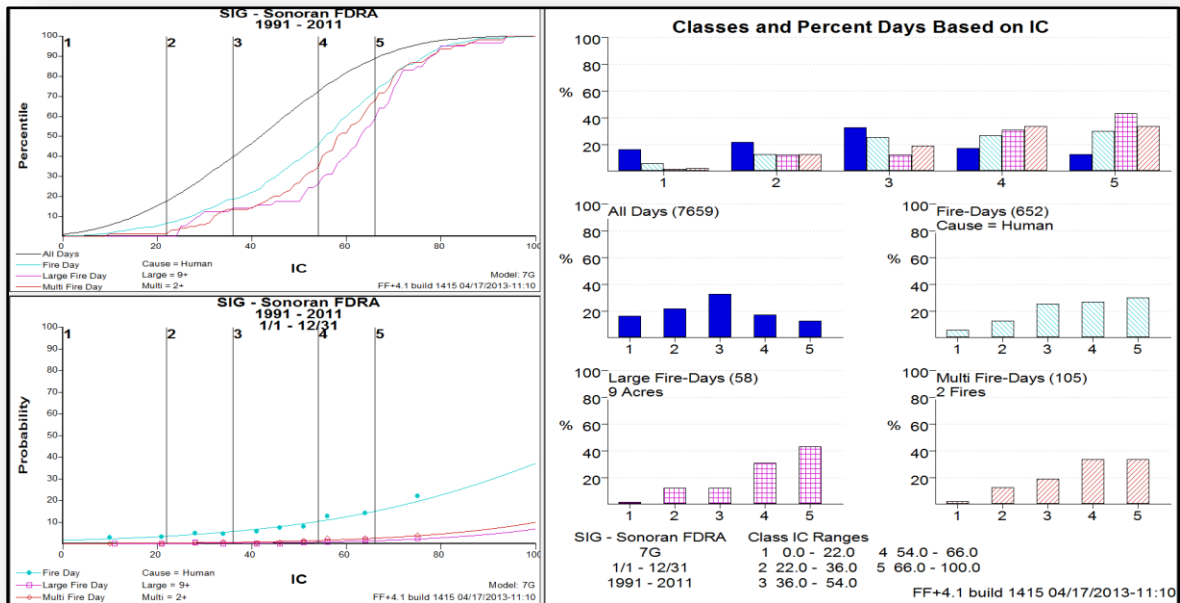 SIG - Sonoran FDRA
1991 - 2011
100
90
80
70
60
50
40
30
20
10
Percentile
1 2 3 4 5
0 20 40 60 80 100
IC
All Days
Fire Day Cause = Human
Large Fire Day Large = 9+
Multi Fire Day Multi = 2+
Model: 7G
FF+4.1 build 1415 04/17/2013-11:10
SIG - Sonoran FDRA
1991 - 2011
1/1 - 12/31
100
90
80
70
60
50
40
30
20
10
Probability
1 2 3 4 5
0 20 40 60 80 100
IC
Fire Day Cause = Human
Large Fire Day Large = 9+
Multi Fire Day Multi = 2+
Model: 7G
FF+4.1 build 1415 04/17/2013-11:10
Classes and Percent Days Based on IC
100
80
%
60
40
20
1 2 3 4 5
All Days (7659)
100
80
%
60
40
20
1 2 3 4 5
Fire-Days (652)
Cause = Human
100
80
%
60
40
20
1 2 3 4 5
Large Fire-Days (58)
9 Acres
100
80
%
60
40
20
1 2 3 4 5
Multi Fire-Days (105)
2 Fires
100
80
%
60
40
20
1 2 3 4 5
SIG - Sonoran FDRA Class IC Ranges
7G 1 0.0 - 22.0 4 54.0 - 66.0
1/1 - 12/31 2 22.0 - 36.0 5 66.0 - 100.0
1991 - 2011 3 36.0 - 54.0
FF+4.1 build 1415 04/17/2013-11:10